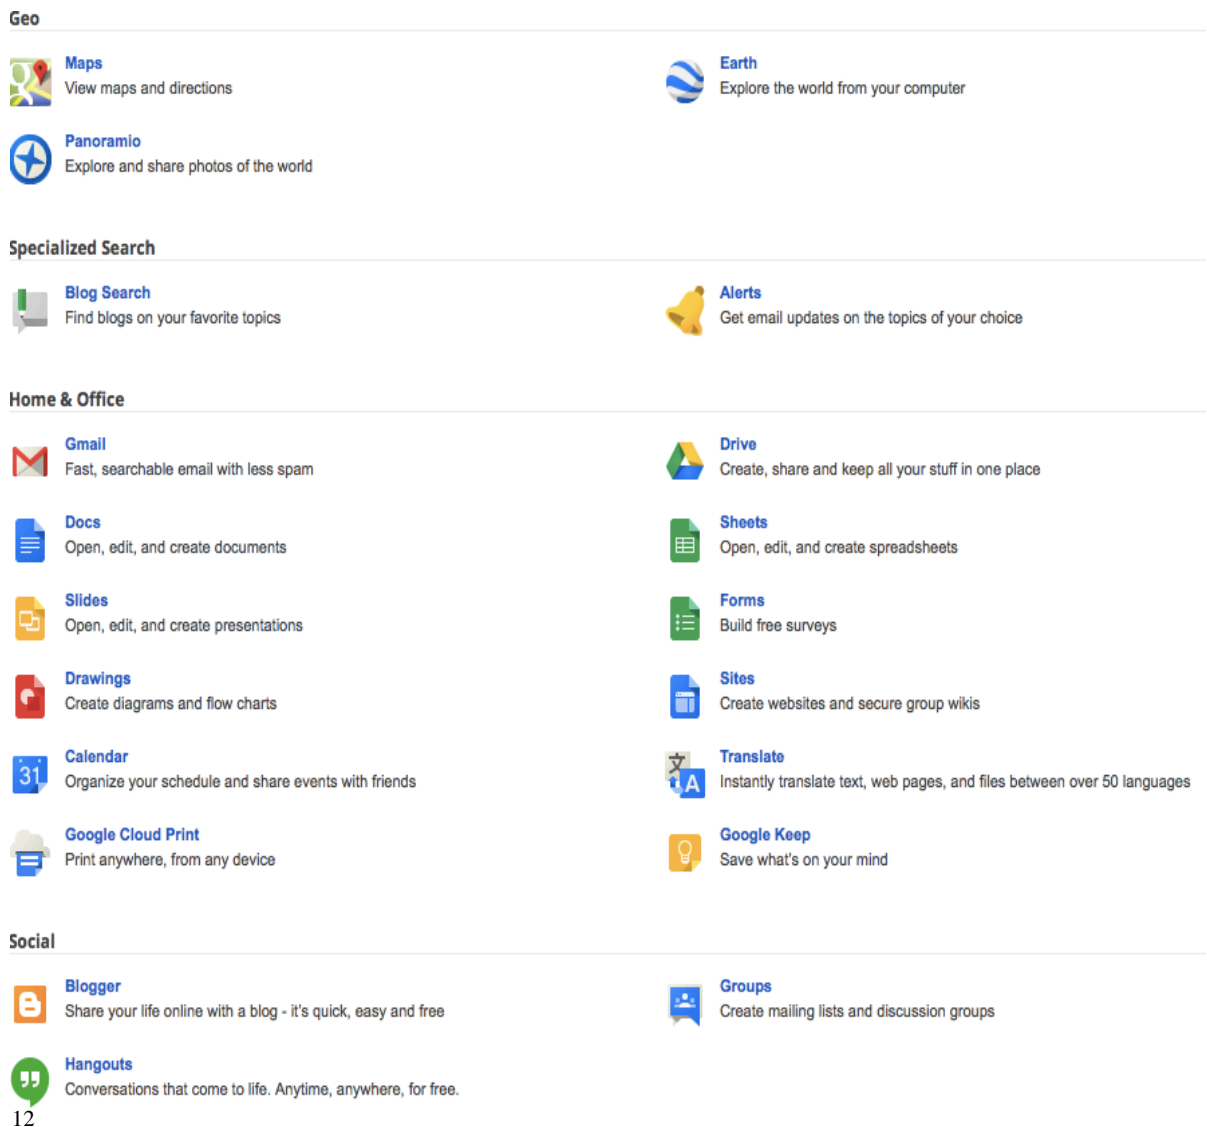 Geo
Maps
View maps and directions
Earth
Explore the world from your computer
Panoramio
Explore and share photos of the world
Specialized Search
Blog Search
Find blogs on your favorite topics
Alerts
Get email updates on the topics of your choice
Home & Office
Gmail
Fast, searchable email with less spam
Drive
Create, share and keep all your stuff in one place
Docs
Open, edit, and create documents
Sheets
Open, edit, and create spreadsheets
Slides
Open, edit, and create presentations
Forms
Build free surveys
Drawings
Create diagrams and flow charts
Sites
Create websites and secure group wikis
31
Calendar
Organize your schedule and share events with friends
文
A
Translate
Instantly translate text, web pages, and files between over 50 languages
Google Cloud Print
Print anywhere, from any device
Google Keep
Save what's on your mind
Social
Blogger
Share your life online with a blog - it's quick, easy and free
Groups
Create mailing lists and discussion groups
Hangouts
Conversations that come to life. Anytime, anywhere, for free.
12